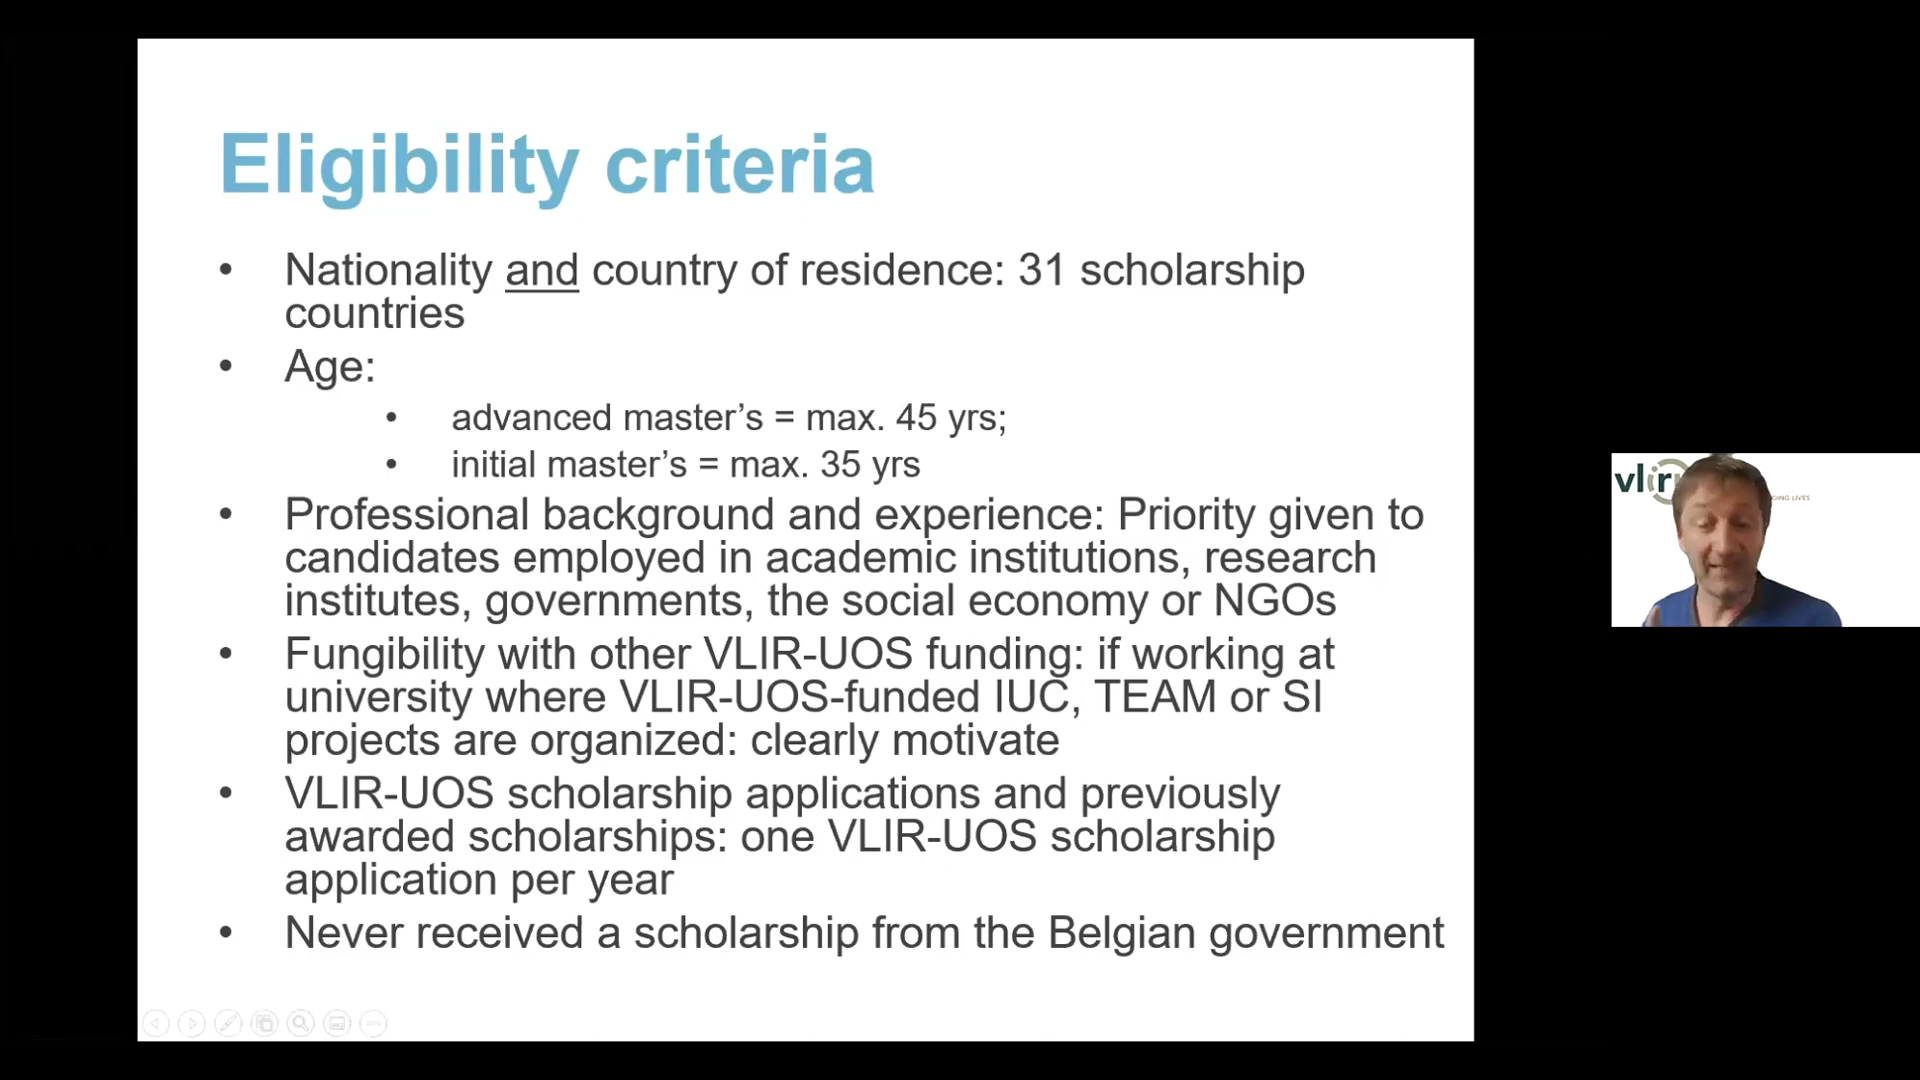 Eligibility criteria
• Nationality and country of residence: 31 scholarship
countries
• Age:
• advanced master’s = max. 45 yrs;
• initial master’s = max. 35 yrs
• Professional background and experience: Priority given to
candidates employed in academic institutions, research
institutes, governments, the social economy or NGOs
• Fungibility with other VLIR-UOS funding: if working at
university where VLIR-UOS-funded IUC, TEAM or SI
projects are organized: clearly motivate
• VLIR-UOS scholarship applications and previously
awarded scholarships: one VLIR-UOS scholarship
application per year
• Never received a scholarship from the Belgian government
vlir
LIVES